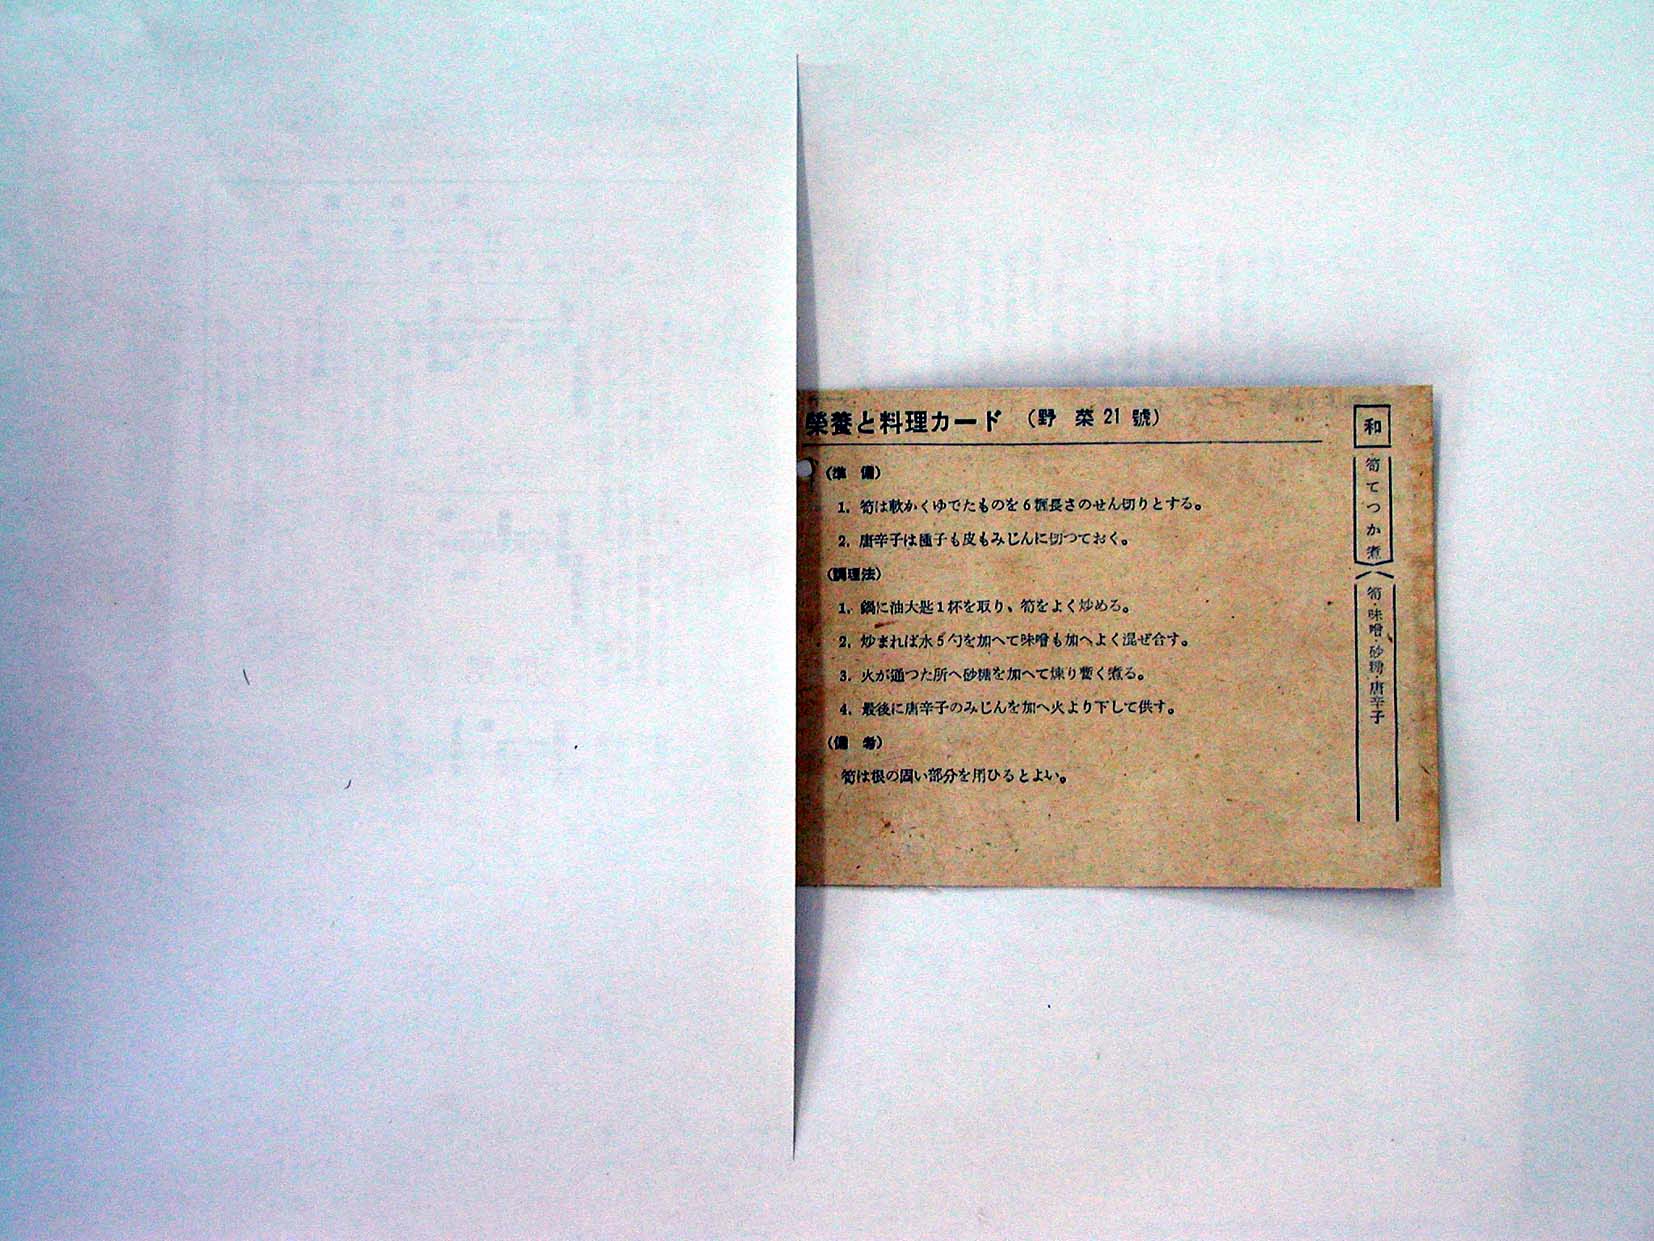 榮養と料理カード （野菜21號）
和
筍てつか煮
筍・味噌・砂糖・唐辛子
（準備）
1. 筍は軟かくゆでたものを6糎長さのせん切りとする。
2. 唐辛子は種子も皮もみじんに切つておく。
（調理法）
1. 鍋に油大匙1杯を取り、筍をよく炒める。
2. 炒まれば水5勺を加へて味噌も加へよく混ぜ合す。
3. 火が通つた所へ砂糖を加へて煉り暫く煮る。
4. 最後に唐辛子のみじんを加へ火より下して供す。
（備考）
筍は根の固い部分を用ひるとよい。